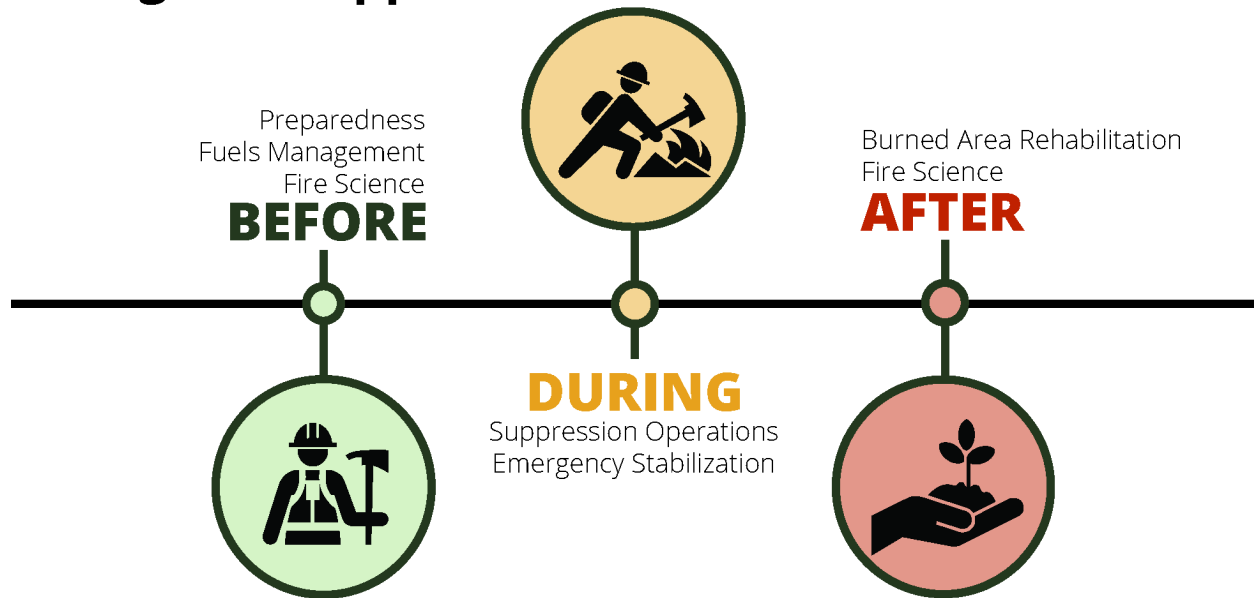 Preparedness
Fuels Management
Fire Science
BEFORE
DURING
Suppression Operations
Emergency Stabilization
Burned Area Rehabilitation
Fire Science
AFTER